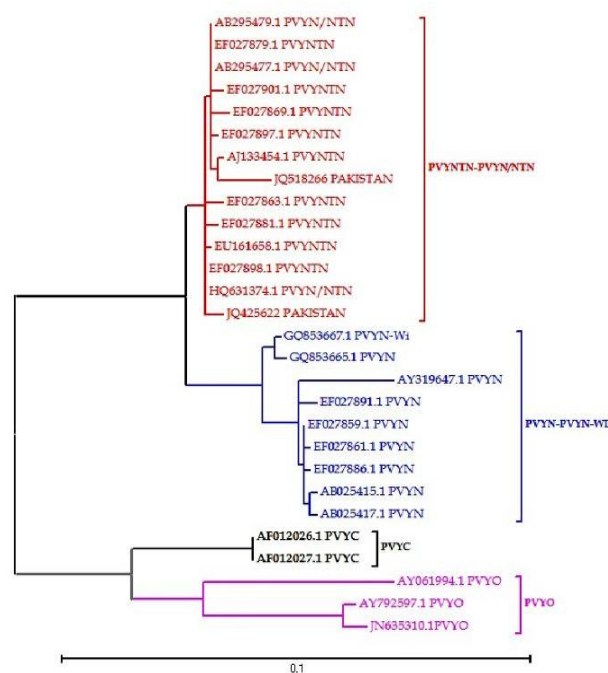 AB295479.1 PVYN/NTN
EF027879.1 PVYNTN
AB295477.1 PVYN/NTN
EF027901.1 PVYNTN
EF027869.1 PVYNTN
EF027897.1 PVYNTN
AJ133454.1 PVYNTN
PVYNTN-PVYN/NTN
JQ518266 PAKISTAN
EF027863.1 PVYNTN
EF027881.1 PVYNTN
EU161658.1 PVYNTN
EF027898.1 PVYNTN
HQ631374.1 PVYN/NTN
JQ425622 PAKISTAN
GQ853667.1 PVYN-Wi
GQ853665.1 PVYN
AY319647.1 PVYN
EF027891.1 PVYN
EF027859.1 PVYN
PVYN-PVYN-WI
EF027861.1 PVYN
EF027886.1 PVYN
AB025415.1 PVYN
AB025417.1 PVYN
AF012026.1 PVYC
PVYC
AF012027.1 PVYC
AY061994.1 PVYO
AY792597.1 PVYO
PVYO
JN635310.1PVYO
0.1